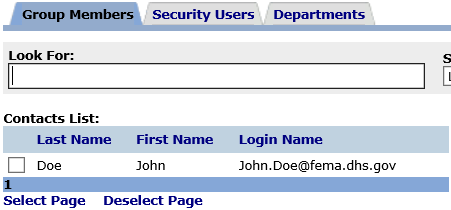 Group Members Security Users Departments
Look For: S
Contacts List:
Last Name First Name Login Name
Doe John John.Doe@fema.dhs.gov
1
Select Page Deselect Page